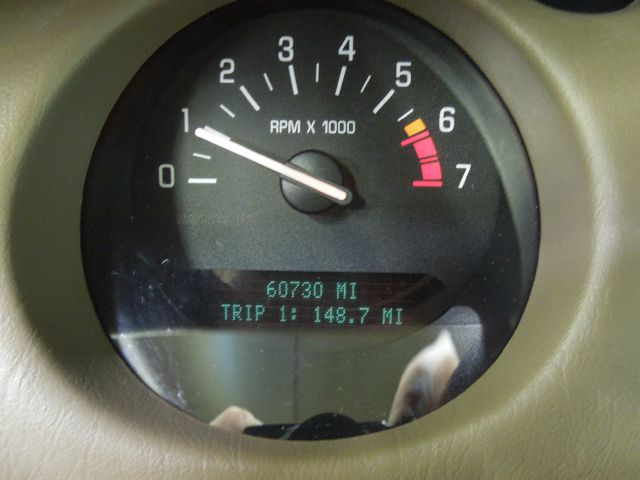 0 1 2 3 4 5 6 7
RPM X 1000
60730 MI
TRIP 1: 148.7 MI